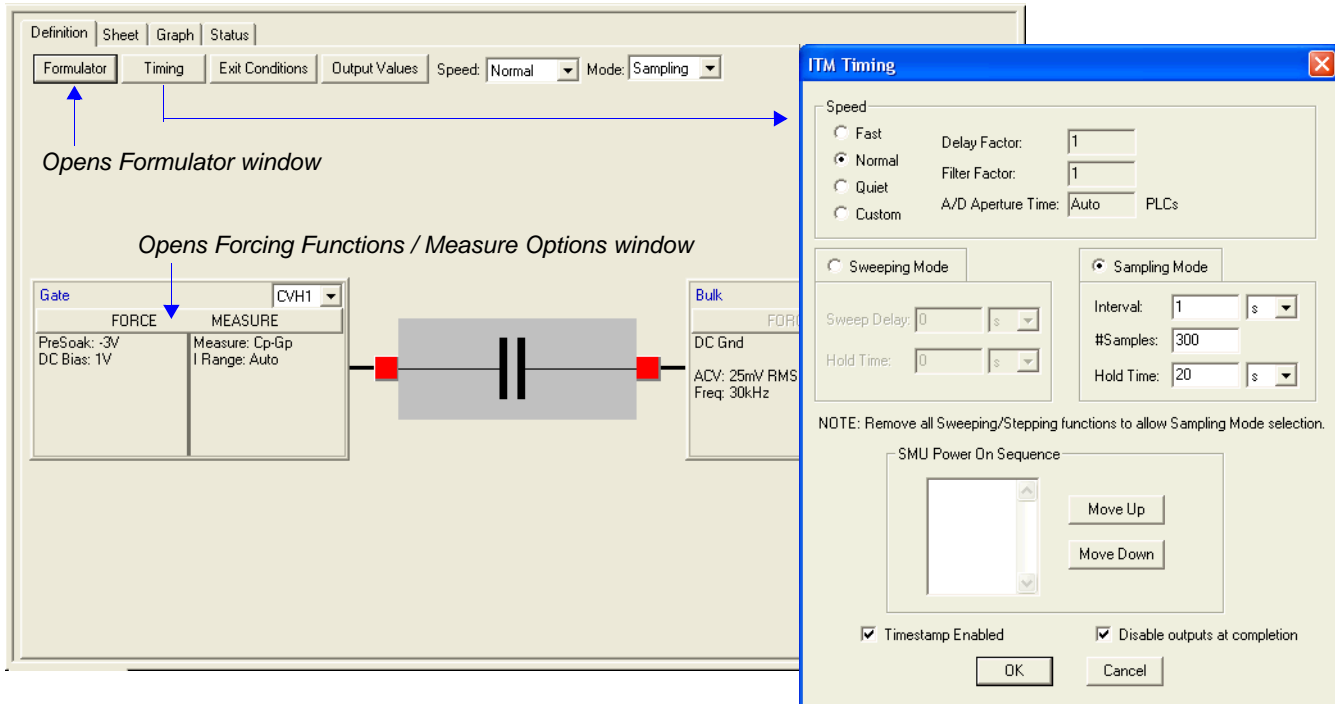 Definition Sheet Graph Status
Formulator Timing Exit Conditions Output Values Speed: Normal Mode: Sampling
Opens Formulator window
Opens Forcing Functions / Measure Options window
Gate CVH1
FORCE MEASURE
PreSoak: -3V
DC Bias: 1V
Measure: Cp-Gp
I Range: Auto
Bulk
DC Gnd
ACV: 25mV RMS
Freq: 30kHz
ITM Timing
Speed
Fast
Normal
Quiet
Custom
Delay Factor: 1
Filter Factor: 1
A/D Aperture Time: Auto PLCs
Sweeping Mode
Sweep Delay: 0 s
Hold Time: 0 s
Sampling Mode
Interval: 1 s
#Samples: 300
Hold Time: 20 s
NOTE: Remove all Sweeping/Stepping functions to allow Sampling Mode selection.
SMU Power On Sequence
Move Up
Move Down
Timestamp Enabled
Disable outputs at completion
OK Cancel